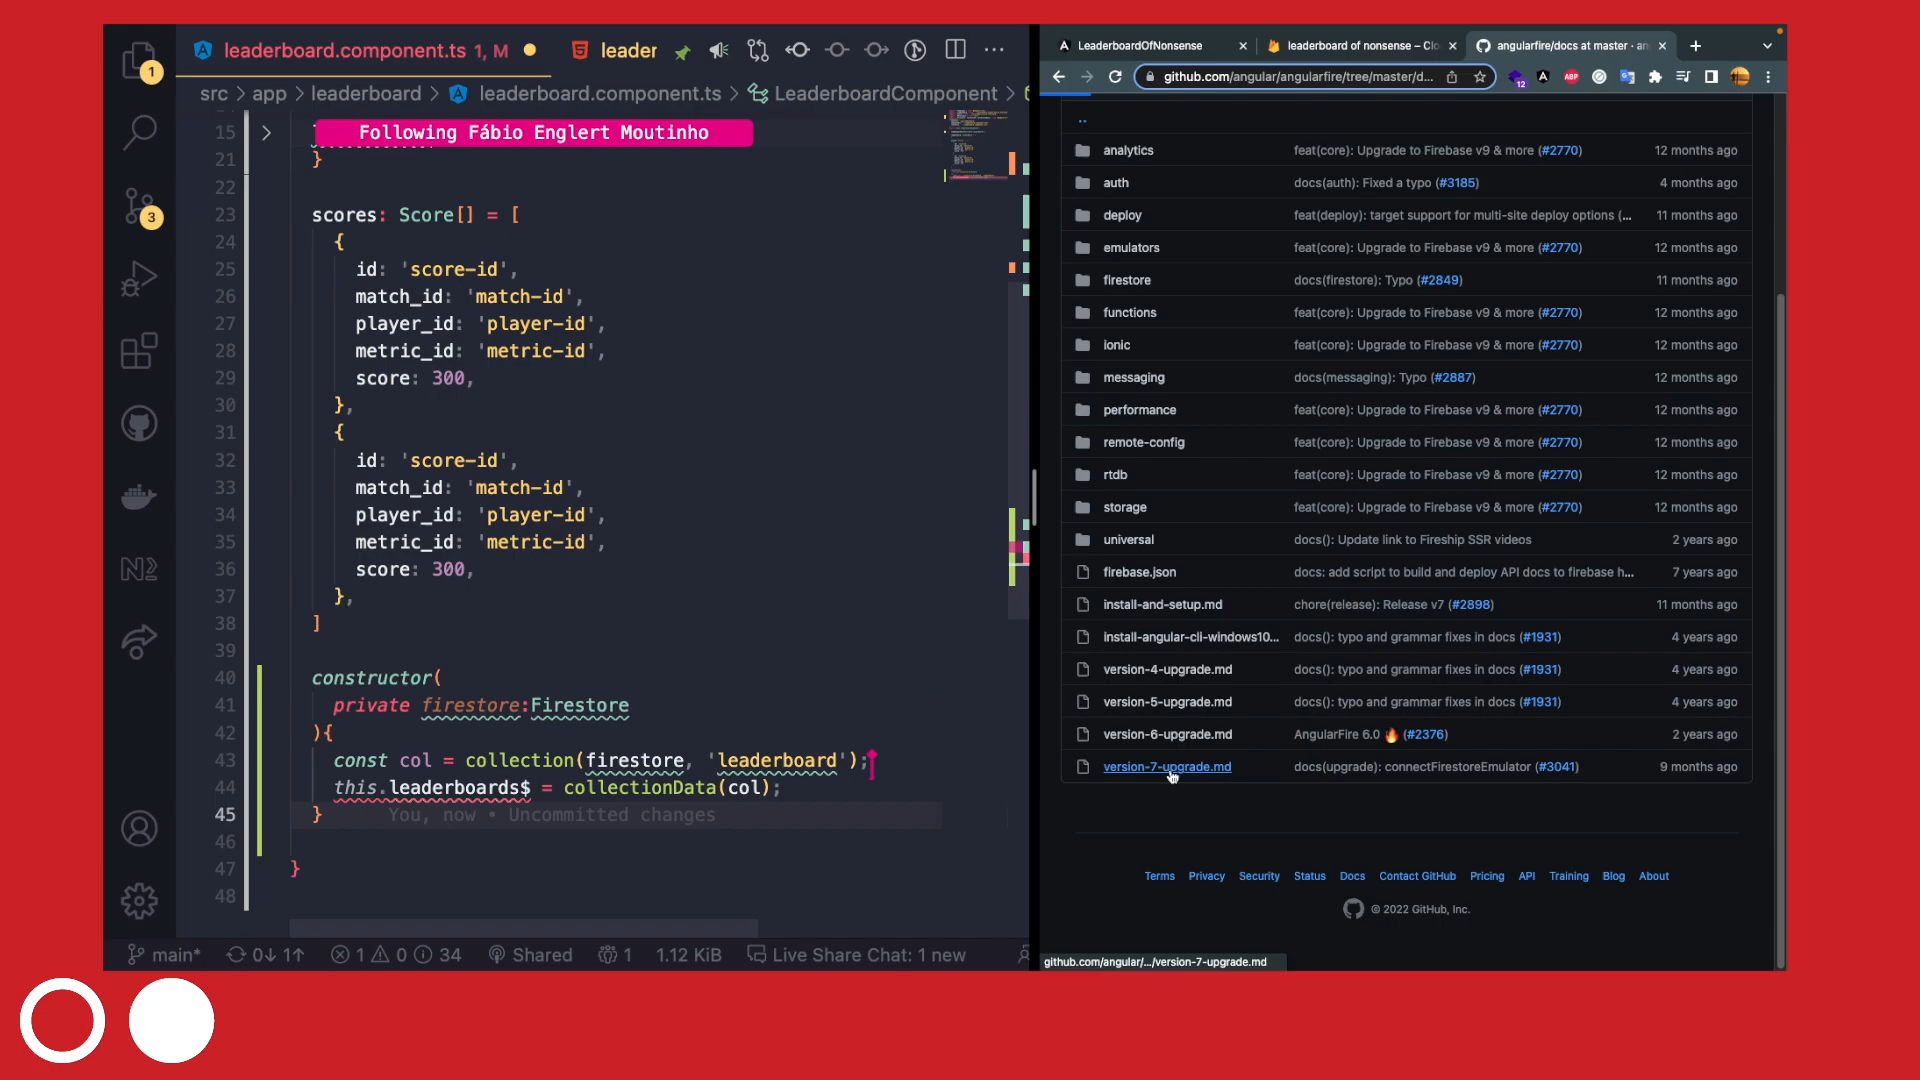 leaderboard.component.ts 1, M
leader
src > app > leaderboard > leaderboard.component.ts > LeaderboardComponent >
Following Fábio Englert Moutinho
15
21 }
22
23 scores: Score[] = [
24 {
25 id: 'score-id',
26 match_id: 'match-id',
27 player_id: 'player-id',
28 metric_id: 'metric-id',
29 score: 300,
30 },
31 {
32 id: 'score-id',
33 match_id: 'match-id',
34 player_id: 'player-id',
35 metric_id: 'metric-id',
36 score: 300,
37 },
38 ]
39
40 constructor(
41 private firestore:Firestore
42 ){
43 const col = collection(firestore, 'leaderboard');
44 this.leaderboards$ = collectionData(col);
45 } You, now • Uncommitted changes
46
47 }
48
1
3
main* 0↓ 1↑ 1 0 34 Shared 1 1.12 KiB Live Share Chat: 1 new
LeaderboardOfNonsense
leaderboard of nonsense – Clo
angularfire/docs at master · an
github.com/angular/angularfire/tree/master/d...
12
ABP
..
analytics feat(core): Upgrade to Firebase v9 & more (#2770) 12 months ago
auth docs(auth): Fixed a typo (#3185) 4 months ago
deploy feat(deploy): target support for multi-site deploy options (... 11 months ago
emulators feat(core): Upgrade to Firebase v9 & more (#2770) 12 months ago
firestore docs(firestore): Typo (#2849) 11 months ago
functions feat(core): Upgrade to Firebase v9 & more (#2770) 12 months ago
ionic feat(core): Upgrade to Firebase v9 & more (#2770) 12 months ago
messaging docs(messaging): Typo (#2887) 12 months ago
performance feat(core): Upgrade to Firebase v9 & more (#2770) 12 months ago
remote-config feat(core): Upgrade to Firebase v9 & more (#2770) 12 months ago
rtdb feat(core): Upgrade to Firebase v9 & more (#2770) 12 months ago
storage feat(core): Upgrade to Firebase v9 & more (#2770) 12 months ago
universal docs(): Update link to Fireship SSR videos 2 years ago
firebase.json docs: add script to build and deploy API docs to firebase h... 7 years ago
install-and-setup.md chore(release): Release v7 (#2898) 11 months ago
install-angular-cli-windows10... docs(): typo and grammar fixes in docs (#1931) 4 years ago
version-4-upgrade.md docs(): typo and grammar fixes in docs (#1931) 4 years ago
version-5-upgrade.md docs(): typo and grammar fixes in docs (#1931) 4 years ago
version-6-upgrade.md AngularFire 6.0 🔥 (#2376) 2 years ago
version-7-upgrade.md docs(upgrade): connectFirestoreEmulator (#3041) 9 months ago
Terms Privacy Security Status Docs Contact GitHub Pricing API Training Blog About
© 2022 GitHub, Inc.
github.com/angular/.../version-7-upgrade.md